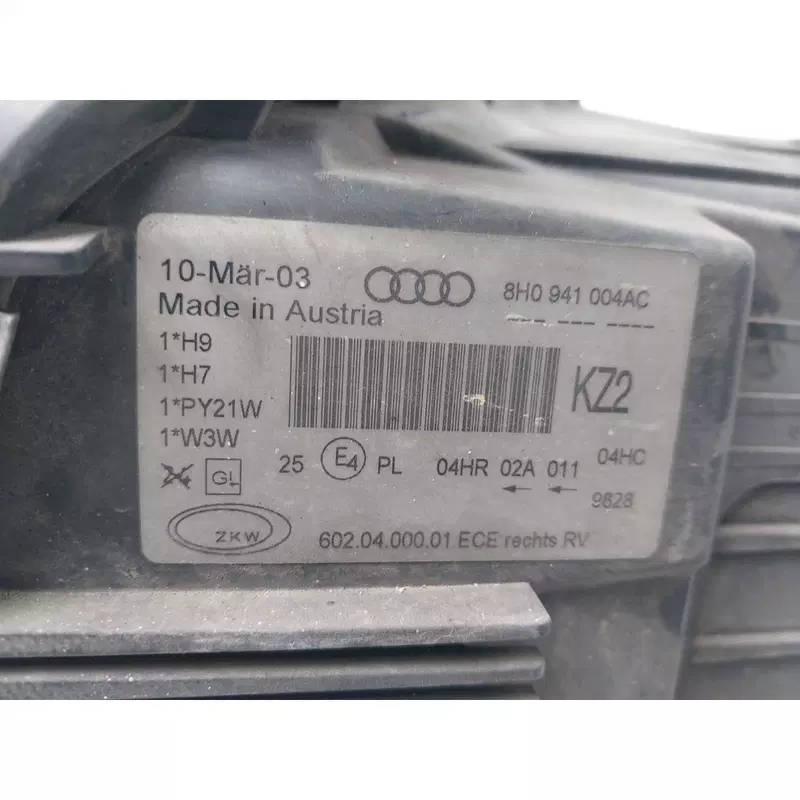 10-Mär-03
8H0 941 004AC
Made in Austria
--- --- ---
1*H9
1*H7
KZ2
1*PY21W
1*W3W
04HC
25 E4 PL 04HR 02A 011
GL
← ←
9828
ZKW
602.04.000.01 ECE rechts RV